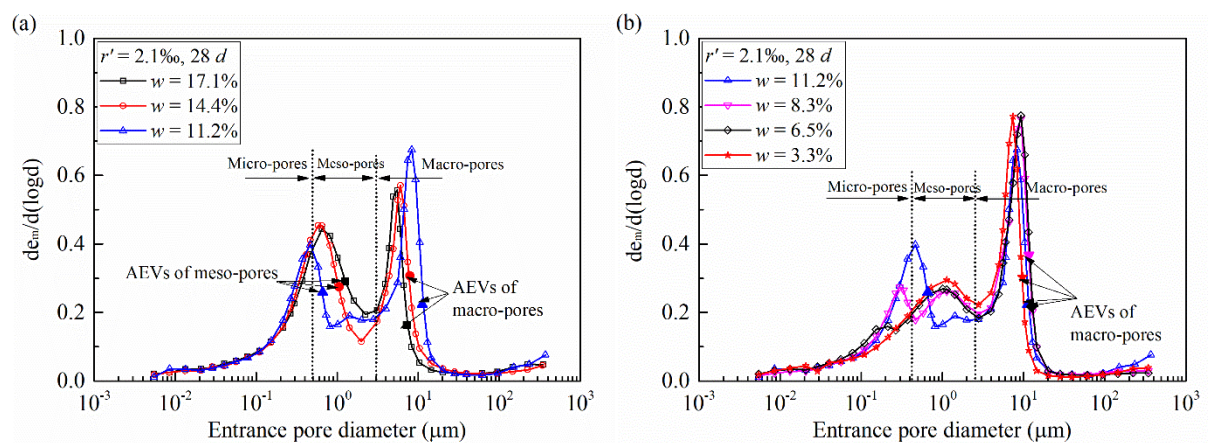 (a)
1.0
0.8
0.6
0.4
0.2
0.0
de_m/d(logd)
r' = 2.1‰, 28 d
w = 17.1%
w = 14.4%
w = 11.2%
Micro-pores
Meso-pores
Macro-pores
AEVs of meso-pores
AEVs of
macro-pores
10^-3
10^-2
10^-1
10^0
10^1
10^2
10^3
Entrance pore diameter (μm)
(b)
1.0
0.8
0.6
0.4
0.2
0.0
de_m/d(logd)
r' = 2.1‰, 28 d
w = 11.2%
w = 8.3%
w = 6.5%
w = 3.3%
Micro-pores
Meso-pores
Macro-pores
AEVs of
macro-pores
10^-3
10^-2
10^-1
10^0
10^1
10^2
10^3
Entrance pore diameter (μm)